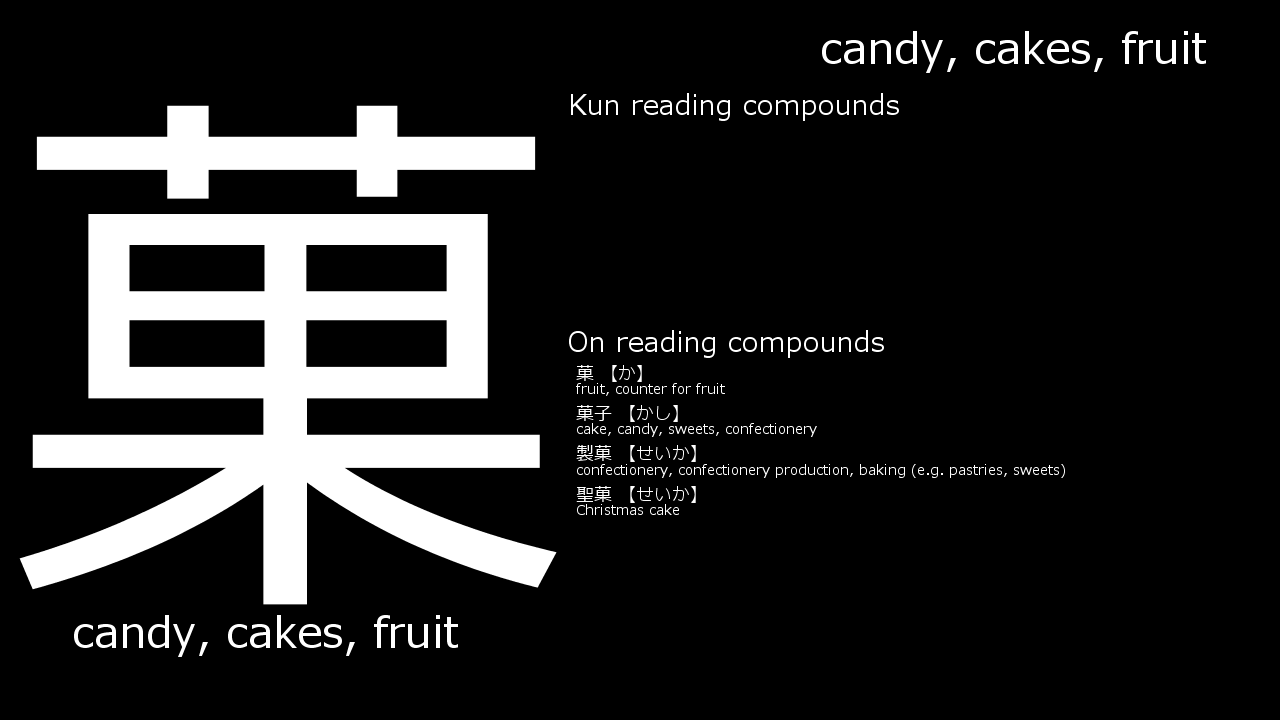 candy, cakes, fruit
菓
candy, cakes, fruit
Kun reading compounds
On reading compounds
菓 【か】
fruit, counter for fruit
菓子 【かし】
cake, candy, sweets, confectionery
製菓 【せいか】
confectionery, confectionery production, baking (e.g. pastries, sweets)
聖菓 【せいか】
Christmas cake